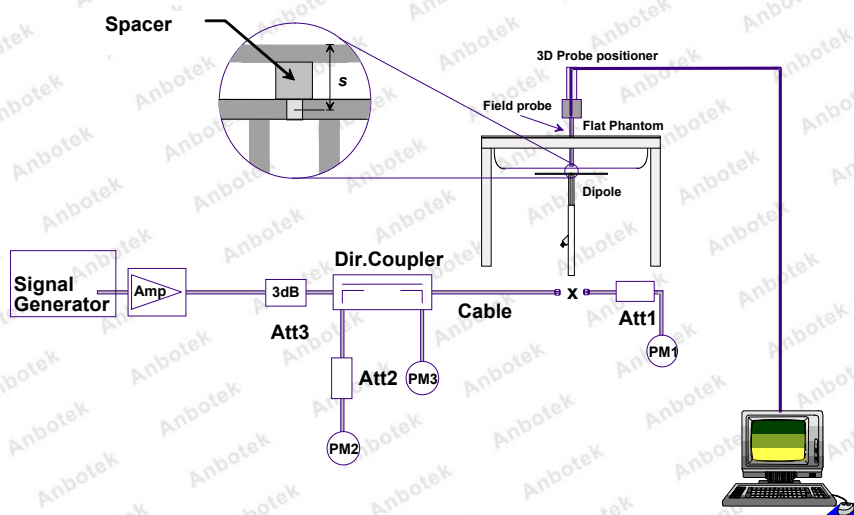 Spacer
s
3D Probe positioner
Field probe
Flat Phantom
Dipole
Signal
Generator
Amp
3dB
Att3
Dir.Coupler
Cable
x
Att1
PM1
Att2
PM3
PM2
Anbotek